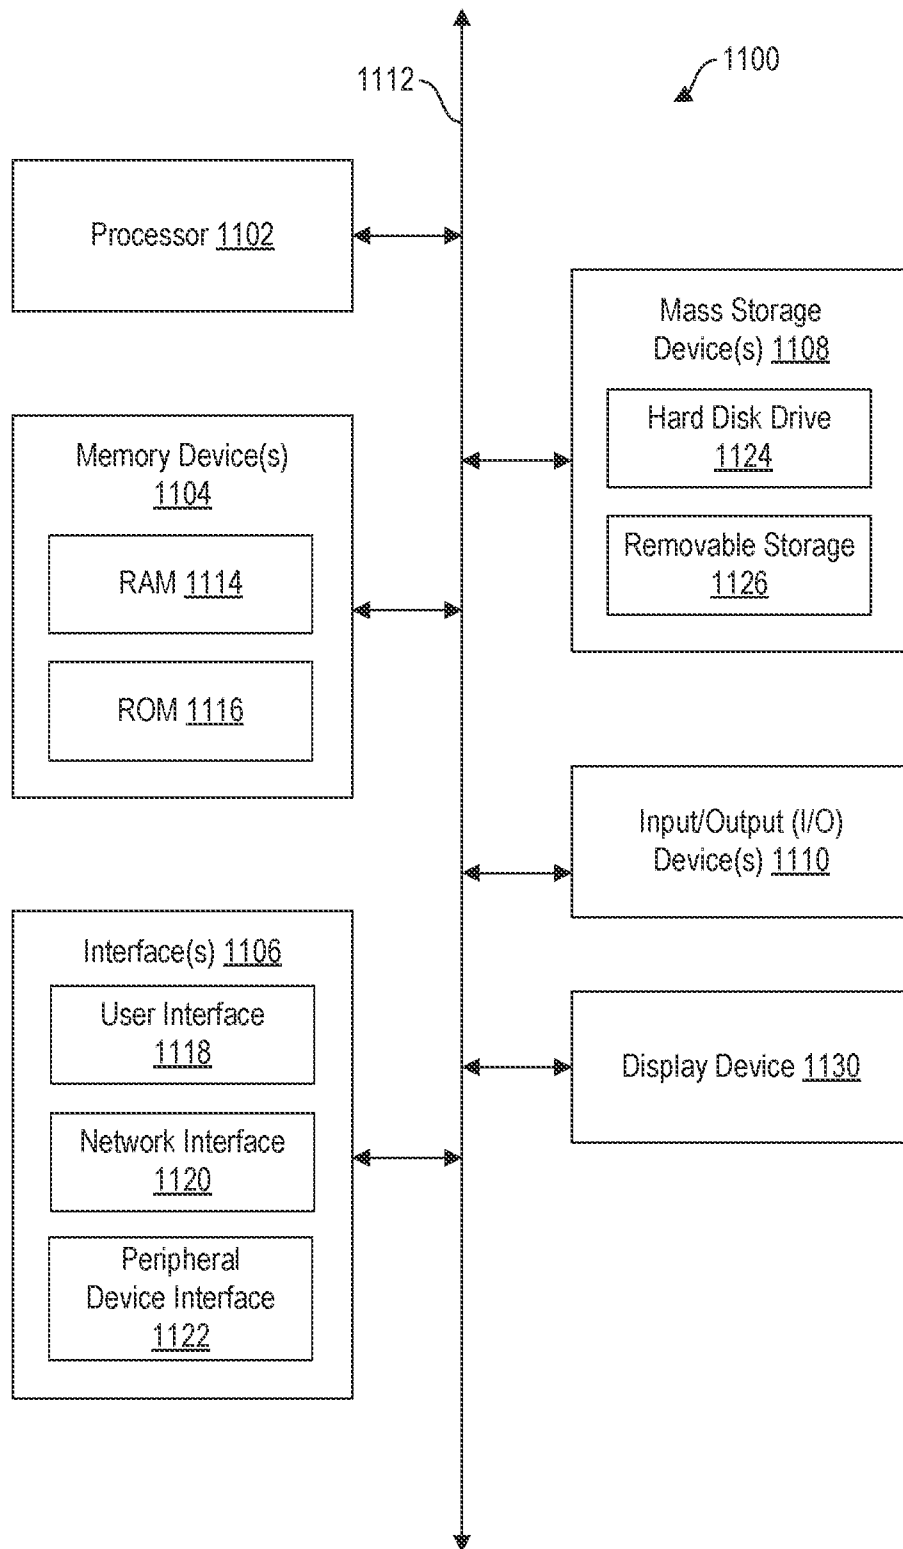 1100
1112
Processor 1102
Mass Storage
Device(s) 1108
Hard Disk Drive
1124
Removable Storage
1126
Memory Device(s)
1104
RAM 1114
ROM 1116
Input/Output (I/O)
Device(s) 1110
Interface(s) 1106
User Interface
1118
Network Interface
1120
Peripheral
Device Interface
1122
Display Device 1130